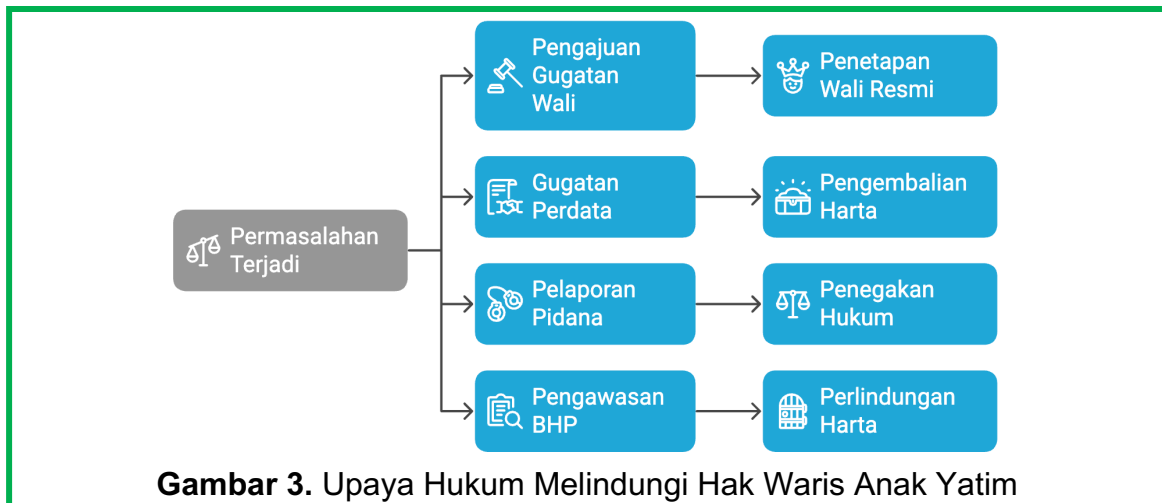 Permasalahan
Terjadi
Pengajuan
Gugatan
Wali
Penetapan
Wali Resmi
Gugatan
Perdata
Pengembalian
Harta
Pelaporan
Pidana
Penegakan
Hukum
Pengawasan
BHP
Perlindungan
Harta
Gambar 3. Upaya Hukum Melindungi Hak Waris Anak Yatim